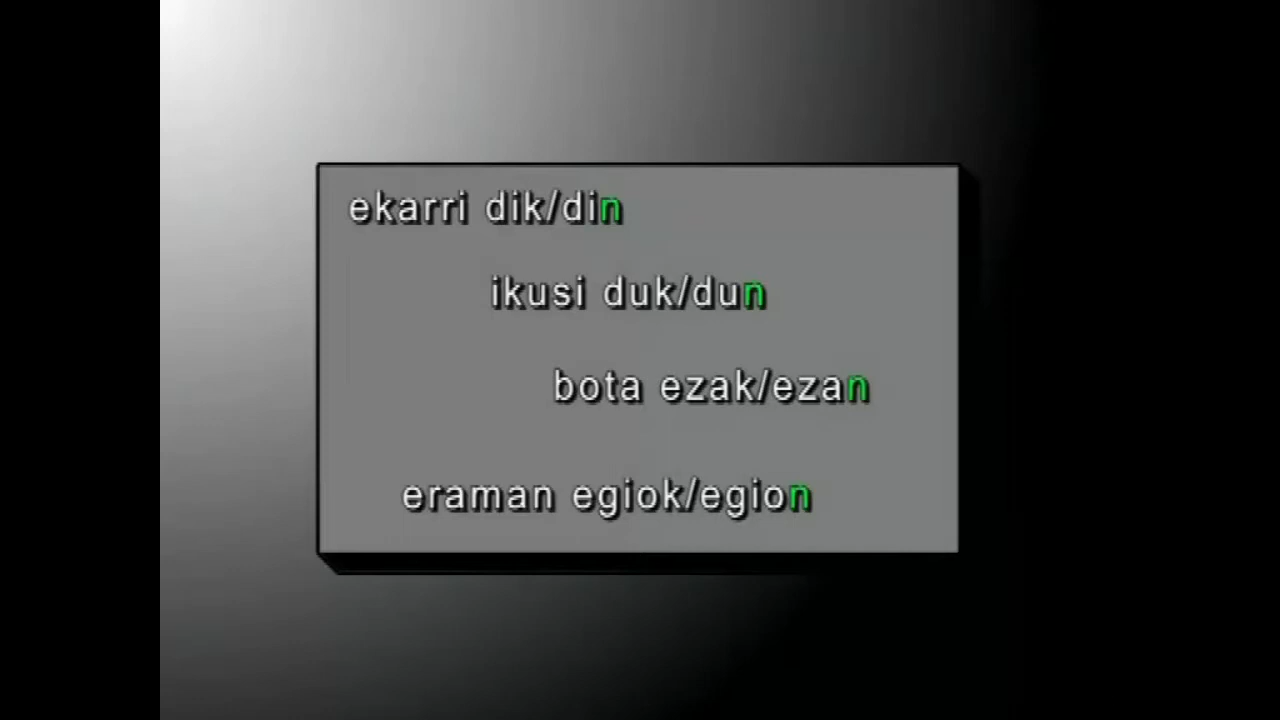 ekarri dik/din
ikusi duk/dun
bota ezak/ezan
eraman egiok/egion